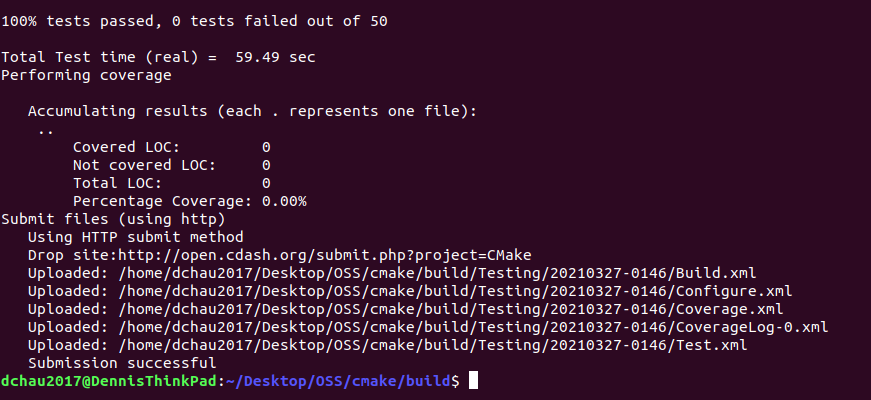 100% tests passed, 0 tests failed out of 50
Total Test time (real) =  59.49 sec
Performing coverage
   Accumulating results (each . represents one file):
    ..
        Covered LOC:         0
        Not covered LOC:     0
        Total LOC:           0
        Percentage Coverage: 0.00%
Submit files (using http)
   Using HTTP submit method
   Drop site:http://open.cdash.org/submit.php?project=CMake
   Uploaded: /home/dchau2017/Desktop/OSS/cmake/build/Testing/20210327-0146/Build.xml
   Uploaded: /home/dchau2017/Desktop/OSS/cmake/build/Testing/20210327-0146/Configure.xml
   Uploaded: /home/dchau2017/Desktop/OSS/cmake/build/Testing/20210327-0146/Coverage.xml
   Uploaded: /home/dchau2017/Desktop/OSS/cmake/build/Testing/20210327-0146/CoverageLog-0.xml
   Uploaded: /home/dchau2017/Desktop/OSS/cmake/build/Testing/20210327-0146/Test.xml
   Submission successful
dchau2017@DennisThinkPad:~/Desktop/OSS/cmake/build$